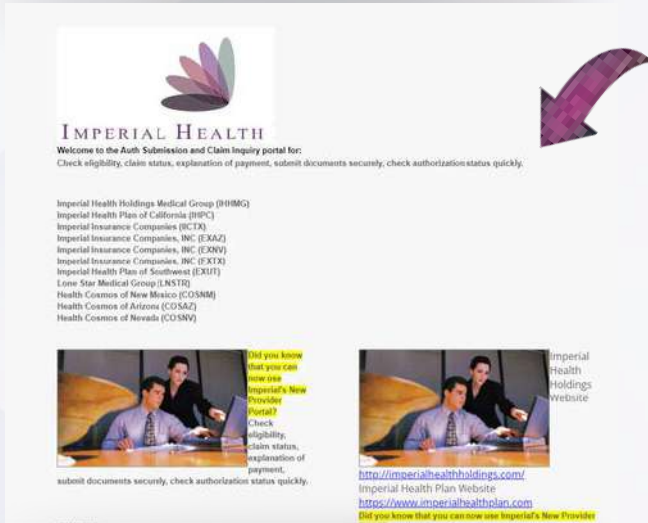 IMPERIAL HEALTH
Welcome to the Auth Submission and Claim Inquiry portal for:
Check eligibility, claim status, explanation of payment, submit documents securely, check authorization status quickly.
Imperial Health Holdings Medical Group (IHHMG)
Imperial Health Plan of California (IHPC)
Imperial Insurance Companies (IICTX)
Imperial Insurance Companies, INC (EXAZ)
Imperial Insurance Companies, INC (EXNV)
Imperial Insurance Companies, INC (EXTX)
Imperial Health Plan of Southwest (EXUT)
Lone Star Medical Group (LNSTR)
Health Cosmos of New Mexico (COSNM)
Health Cosmos of Arizona (COSAZ)
Health Cosmos of Nevada (COSNV)
Did you know
that you can
now use
Imperial's New
Provider
Portal?
Check
eligibility,
claim status,
explanation of
payment,
submit documents securely, check authorization status quickly.
Imperial
Health
Holdings
Website
http://imperialhealthholdings.com/
Imperial Health Plan Website
https://www.imperialhealthplan.com
Did you know that you can now use Imperial's New Provider